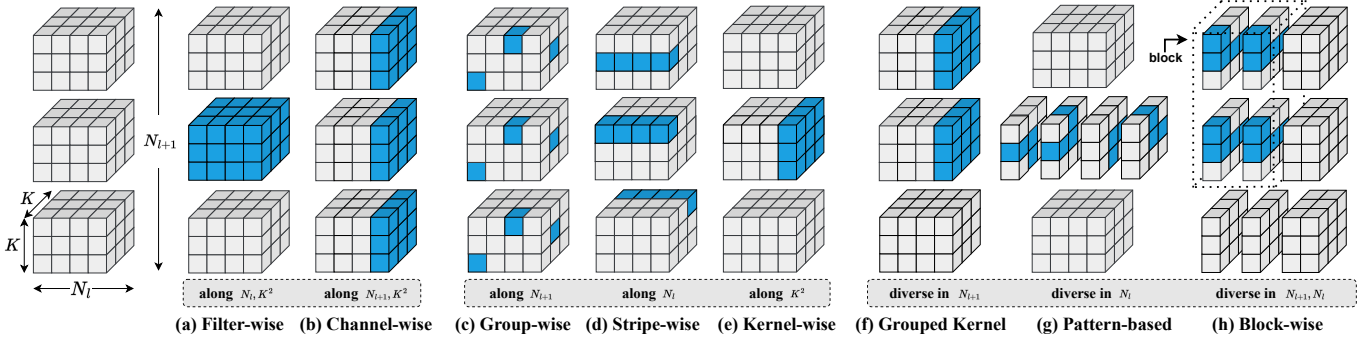 N_{l+1}
K
K
N_l
block
along N_l, K^2
along N_{l+1}, K^2
along N_{l+1}
along N_l
along K^2
diverse in N_{l+1}
diverse in N_l
diverse in N_{l+1}, N_l
(a) Filter-wise
(b) Channel-wise
(c) Group-wise
(d) Stripe-wise
(e) Kernel-wise
(f) Grouped Kernel
(g) Pattern-based
(h) Block-wise